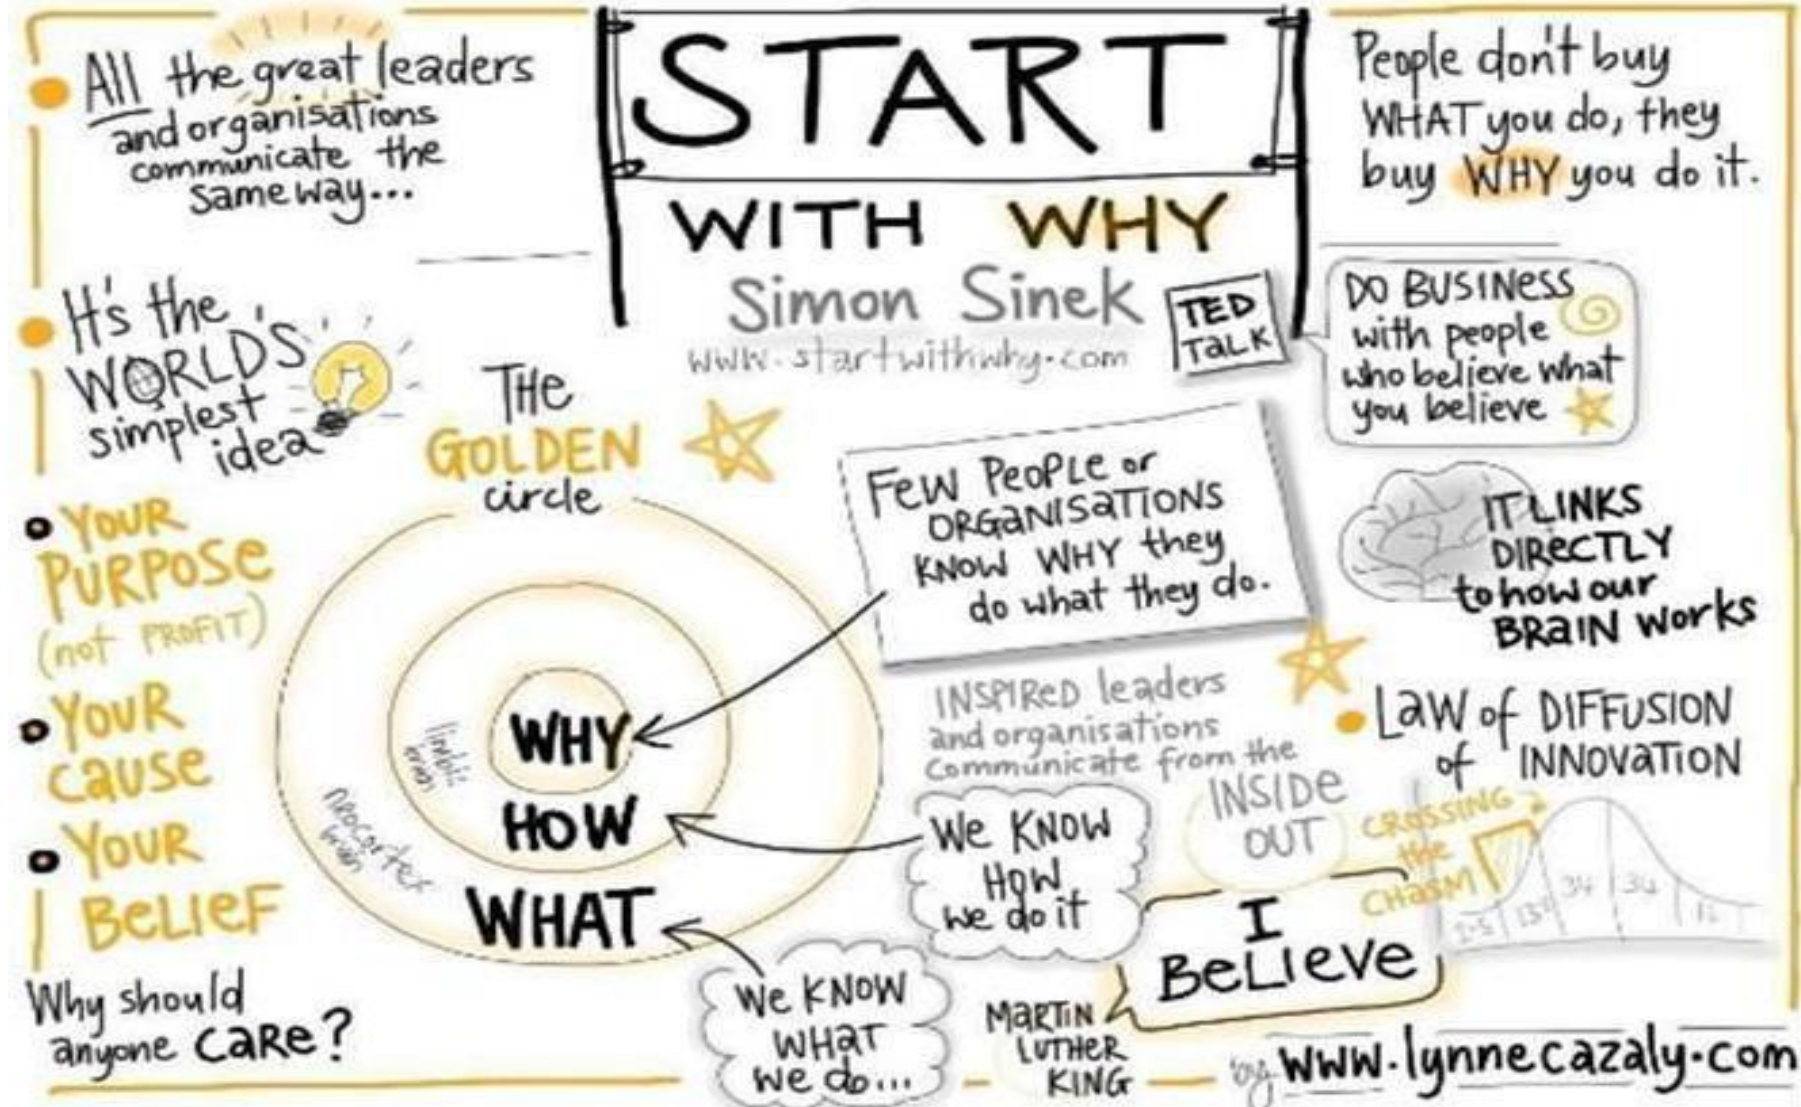 START
WITH WHY
Simon Sinek
www.startwithwhy.com
TED
TALK
All the great leaders
and organisations
communicate the
same way...
It's the
WORLD'S
simplest
idea
YOUR
PURPOSE
(not PROFIT)
YOUR
CAUSE
YOUR
BELIEF
Why should
anyone CARE?
THE
GOLDEN
circle
WHY
HOW
WHAT
limbic
brain
neocortex
brain
FEW PEOPLE or
ORGANISATIONS
KNOW WHY they
do what they do.
INSPIRED leaders
and organisations
communicate from the
INSIDE
OUT
We KNOW
HOW
we do it
We KNOW
WHAT
we do...
MARTIN
LUTHER
KING
I
BELIEVE
People don't buy
WHAT you do, they
buy WHY you do it.
DO BUSINESS
with people
who believe what
you believe
IT LINKS
DIRECTLY
to how our
BRAIN works
LAW of DIFFUSION
of INNOVATION
CROSSING
the
CHASM
34 34
by www.lynnecazaly.com